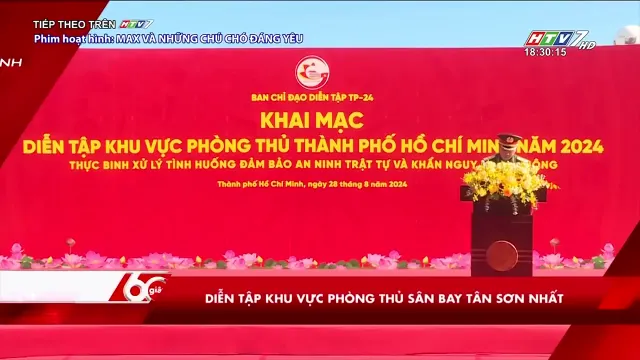 TIẾP THEO TRÊN HTV7
Phim hoạt hình: MAX VÀ NHỮNG CHÚ CHÓ ĐÁNG YÊU
HTV7 HD
18:30:15
INH
BAN CHỈ ĐẠO DIỄN TẬP TP-24
KHAI MẠC
DIỄN TẬP KHU VỰC PHÒNG THỦ THÀNH PHỐ HỒ CHÍ MINH NĂM 2024
THỰC BINH XỬ LÝ TÌNH HUỐNG ĐẢM BẢO AN NINH TRẬT TỰ VÀ KHẨN NGUY
Thành phố Hồ Chí Minh, ngày 28 tháng 8 năm 2024
60 giây
DIỄN TẬP KHU VỰC PHÒNG THỦ SÂN BAY TÂN SƠN NHẤT